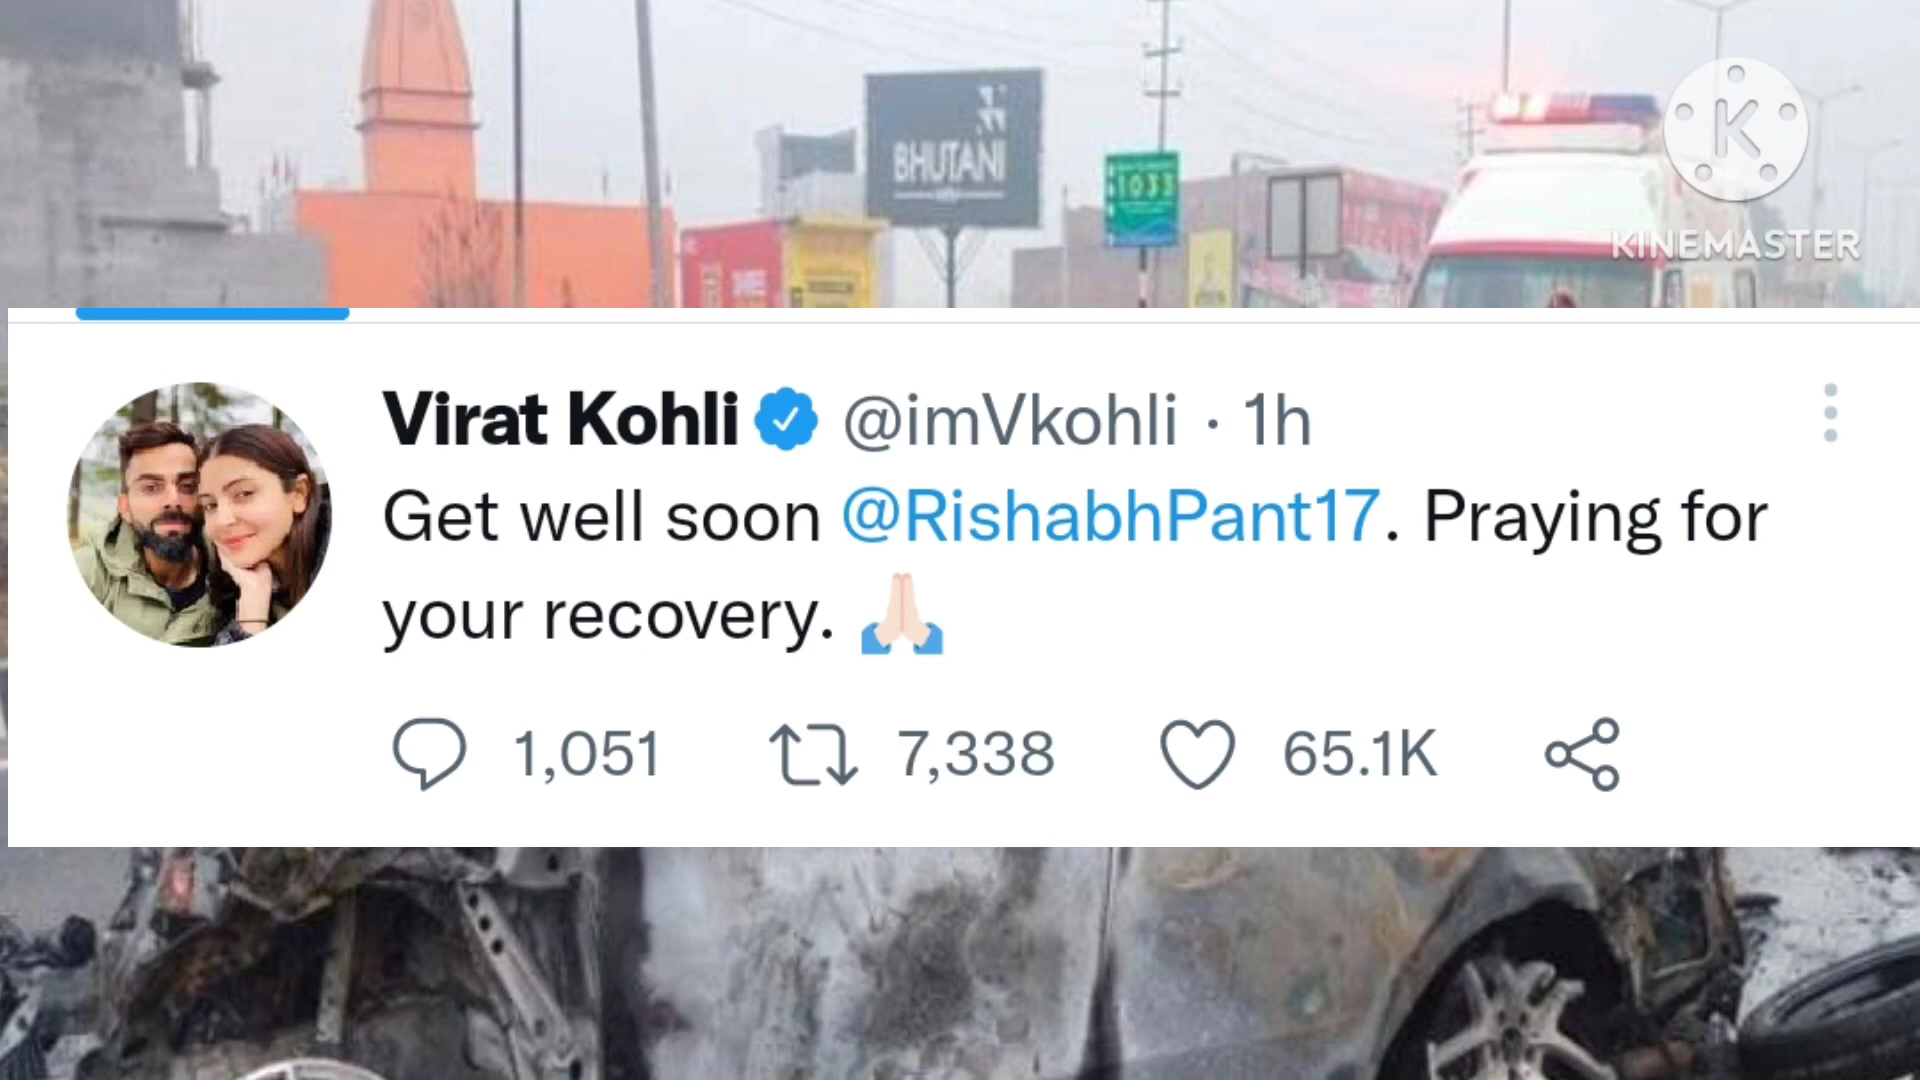 BHUTANI
1033
K
KINEMASTER
Virat Kohli @imVkohli · 1h
Get well soon @RishabhPant17. Praying for
your recovery. 🙏🏻
1,051 7,338 65.1K